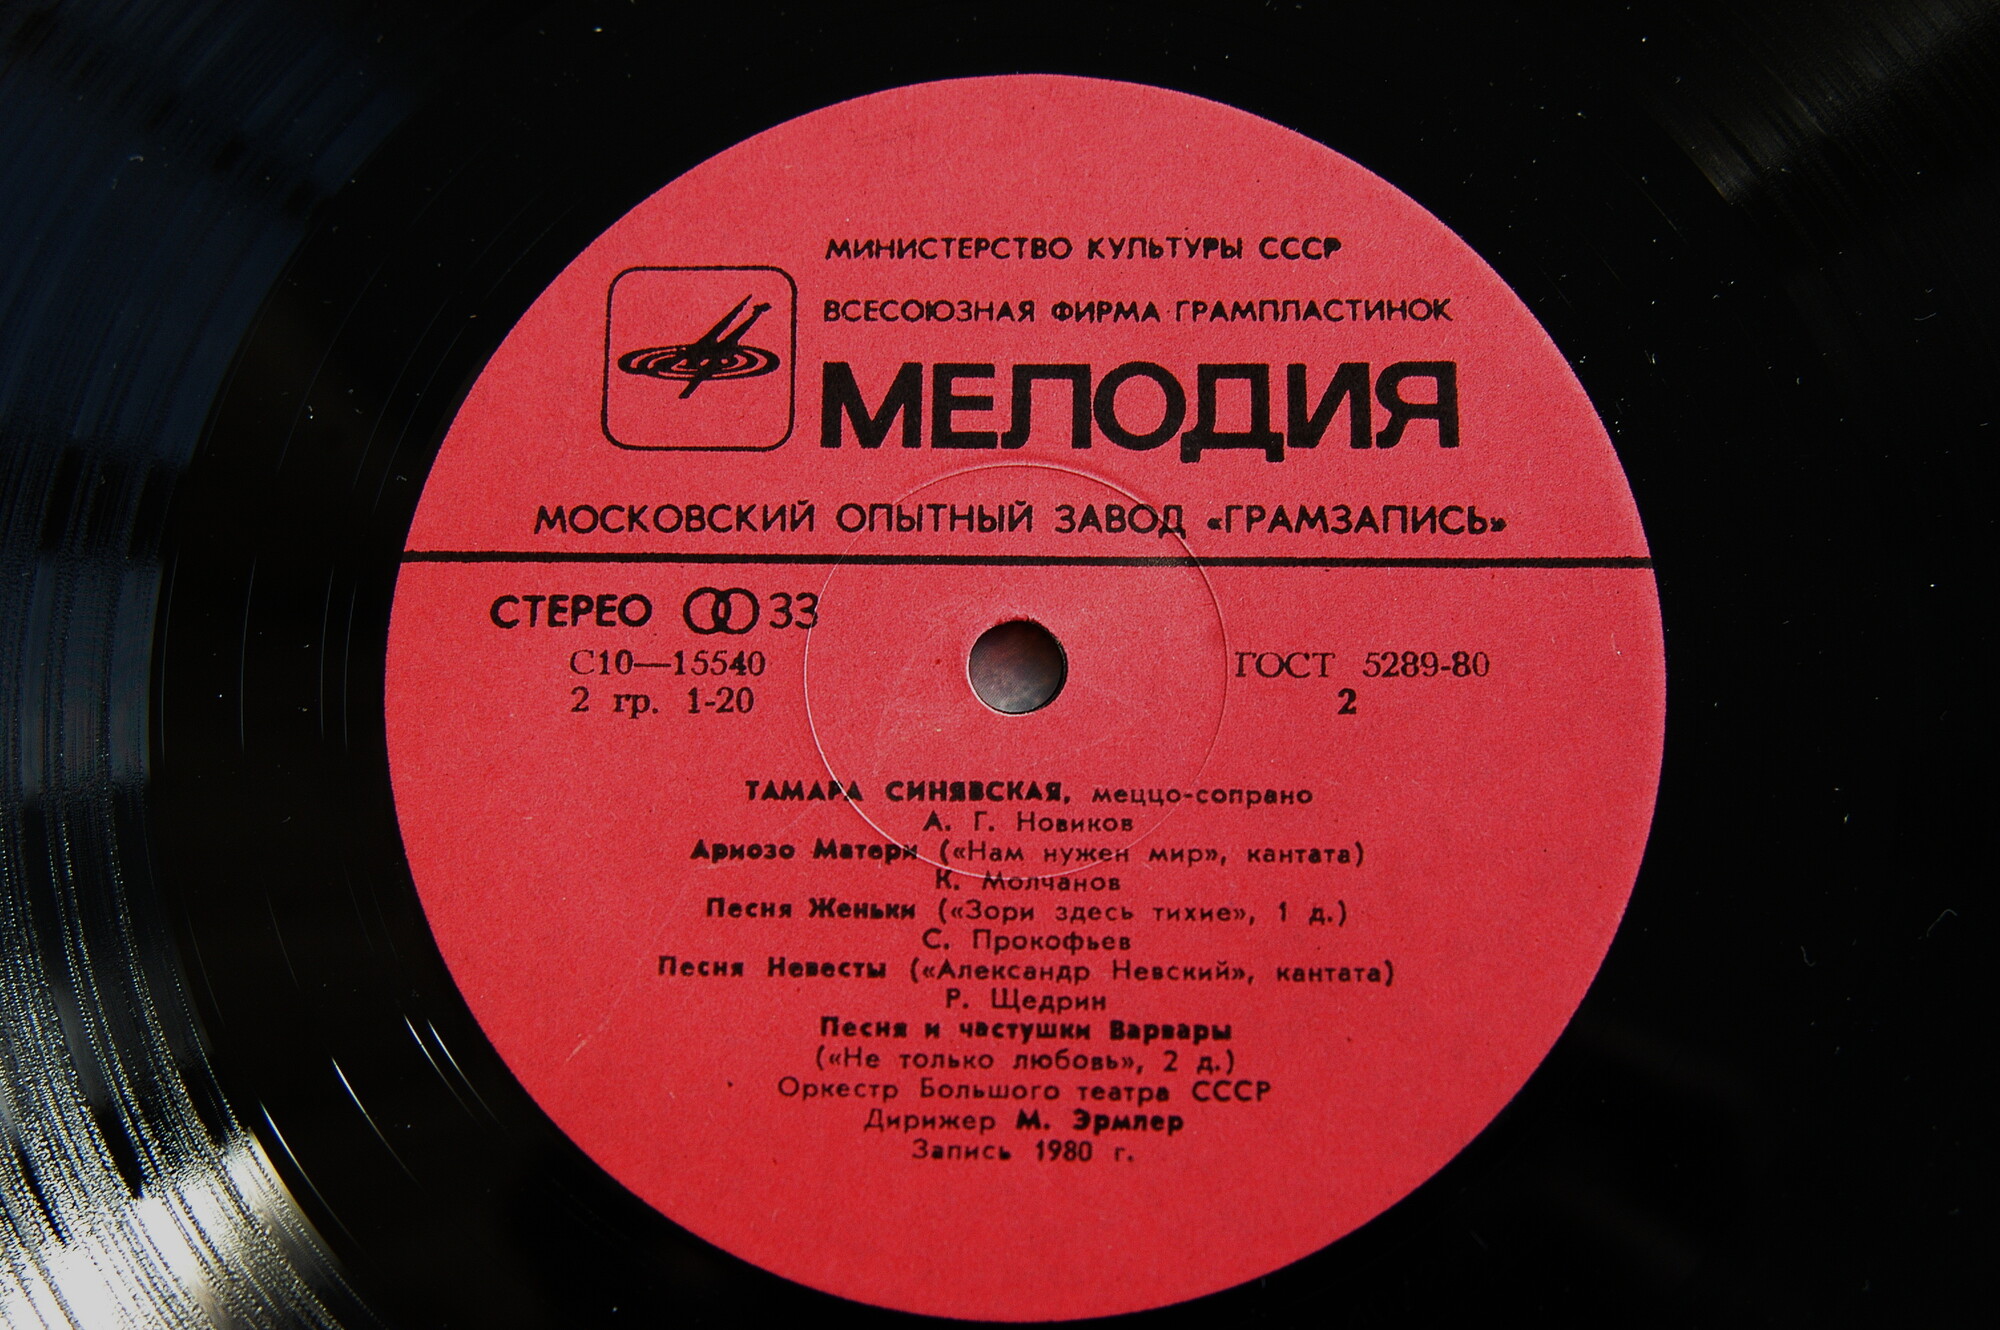 МИНИСТЕРСТВО КУЛЬТУРЫ СССР
ВСЕСОЮЗНАЯ ФИРМА ГРАМПЛАСТИНОК
МЕЛОДИЯ
МОСКОВСКИЙ ОПЫТНЫЙ ЗАВОД «ГРАМЗАПИСЬ»
СТЕРЕО 33
С10—15540
2 гр. 1-20
ГОСТ 5289-80
2
ТАМАРА СИНЯВСКАЯ, меццо-сопрано
А. Г. Новиков
Ариозо Матери («Нам нужен мир», кантата)
К. Молчанов
Песня Женьки («Зори здесь тихие», 1 д.)
С. Прокофьев
Песня Невесты («Александр Невский», кантата)
Р. Щедрин
Песня и частушки Варвары
(«Не только любовь», 2 д.)
Оркестр Большого театра СССР
Дирижер М. Эрмлер
Запись 1980 г.